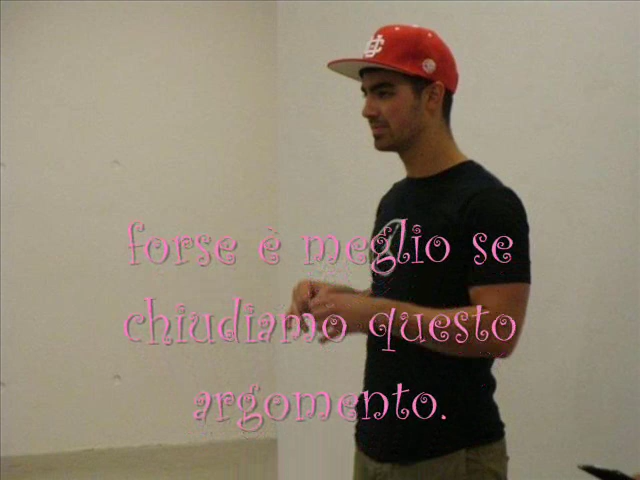 forse è meglio se
chiudiamo questo
argomento.